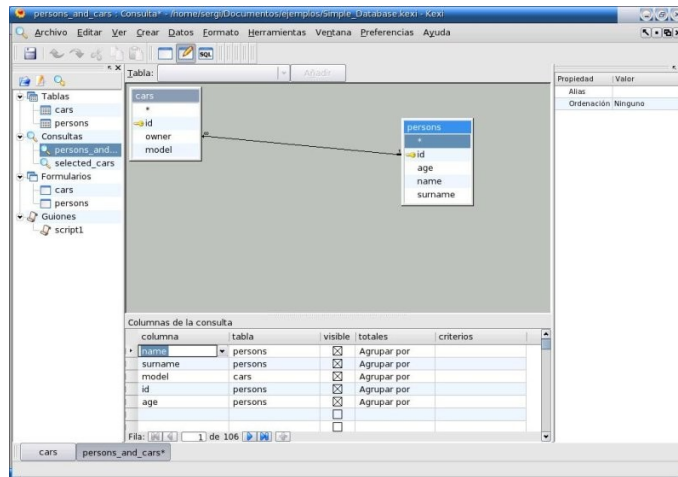 persons_and_cars : Consulta* - /home/sergi/Documentos/ejemplos/Simple_Database.kexi - Kexi
Archivo Editar Ver Crear Datos Formato Herramientas Ventana Preferencias Ayuda
SQL
Tabla: Añadir
Tablas
cars
persons
Consultas
persons_and...
selected_cars
Formularios
cars
persons
Guiones
script1
cars
*
id
owner
model
persons
*
id
age
name
surname
Propiedad Valor
Alias
Ordenación Ninguno
Columnas de la consulta
columna tabla visible totales criterios
name persons Agrupar por
surname persons Agrupar por
model cars Agrupar por
id persons Agrupar por
age persons Agrupar por
Fila: 1 de 106
cars persons_and_cars*